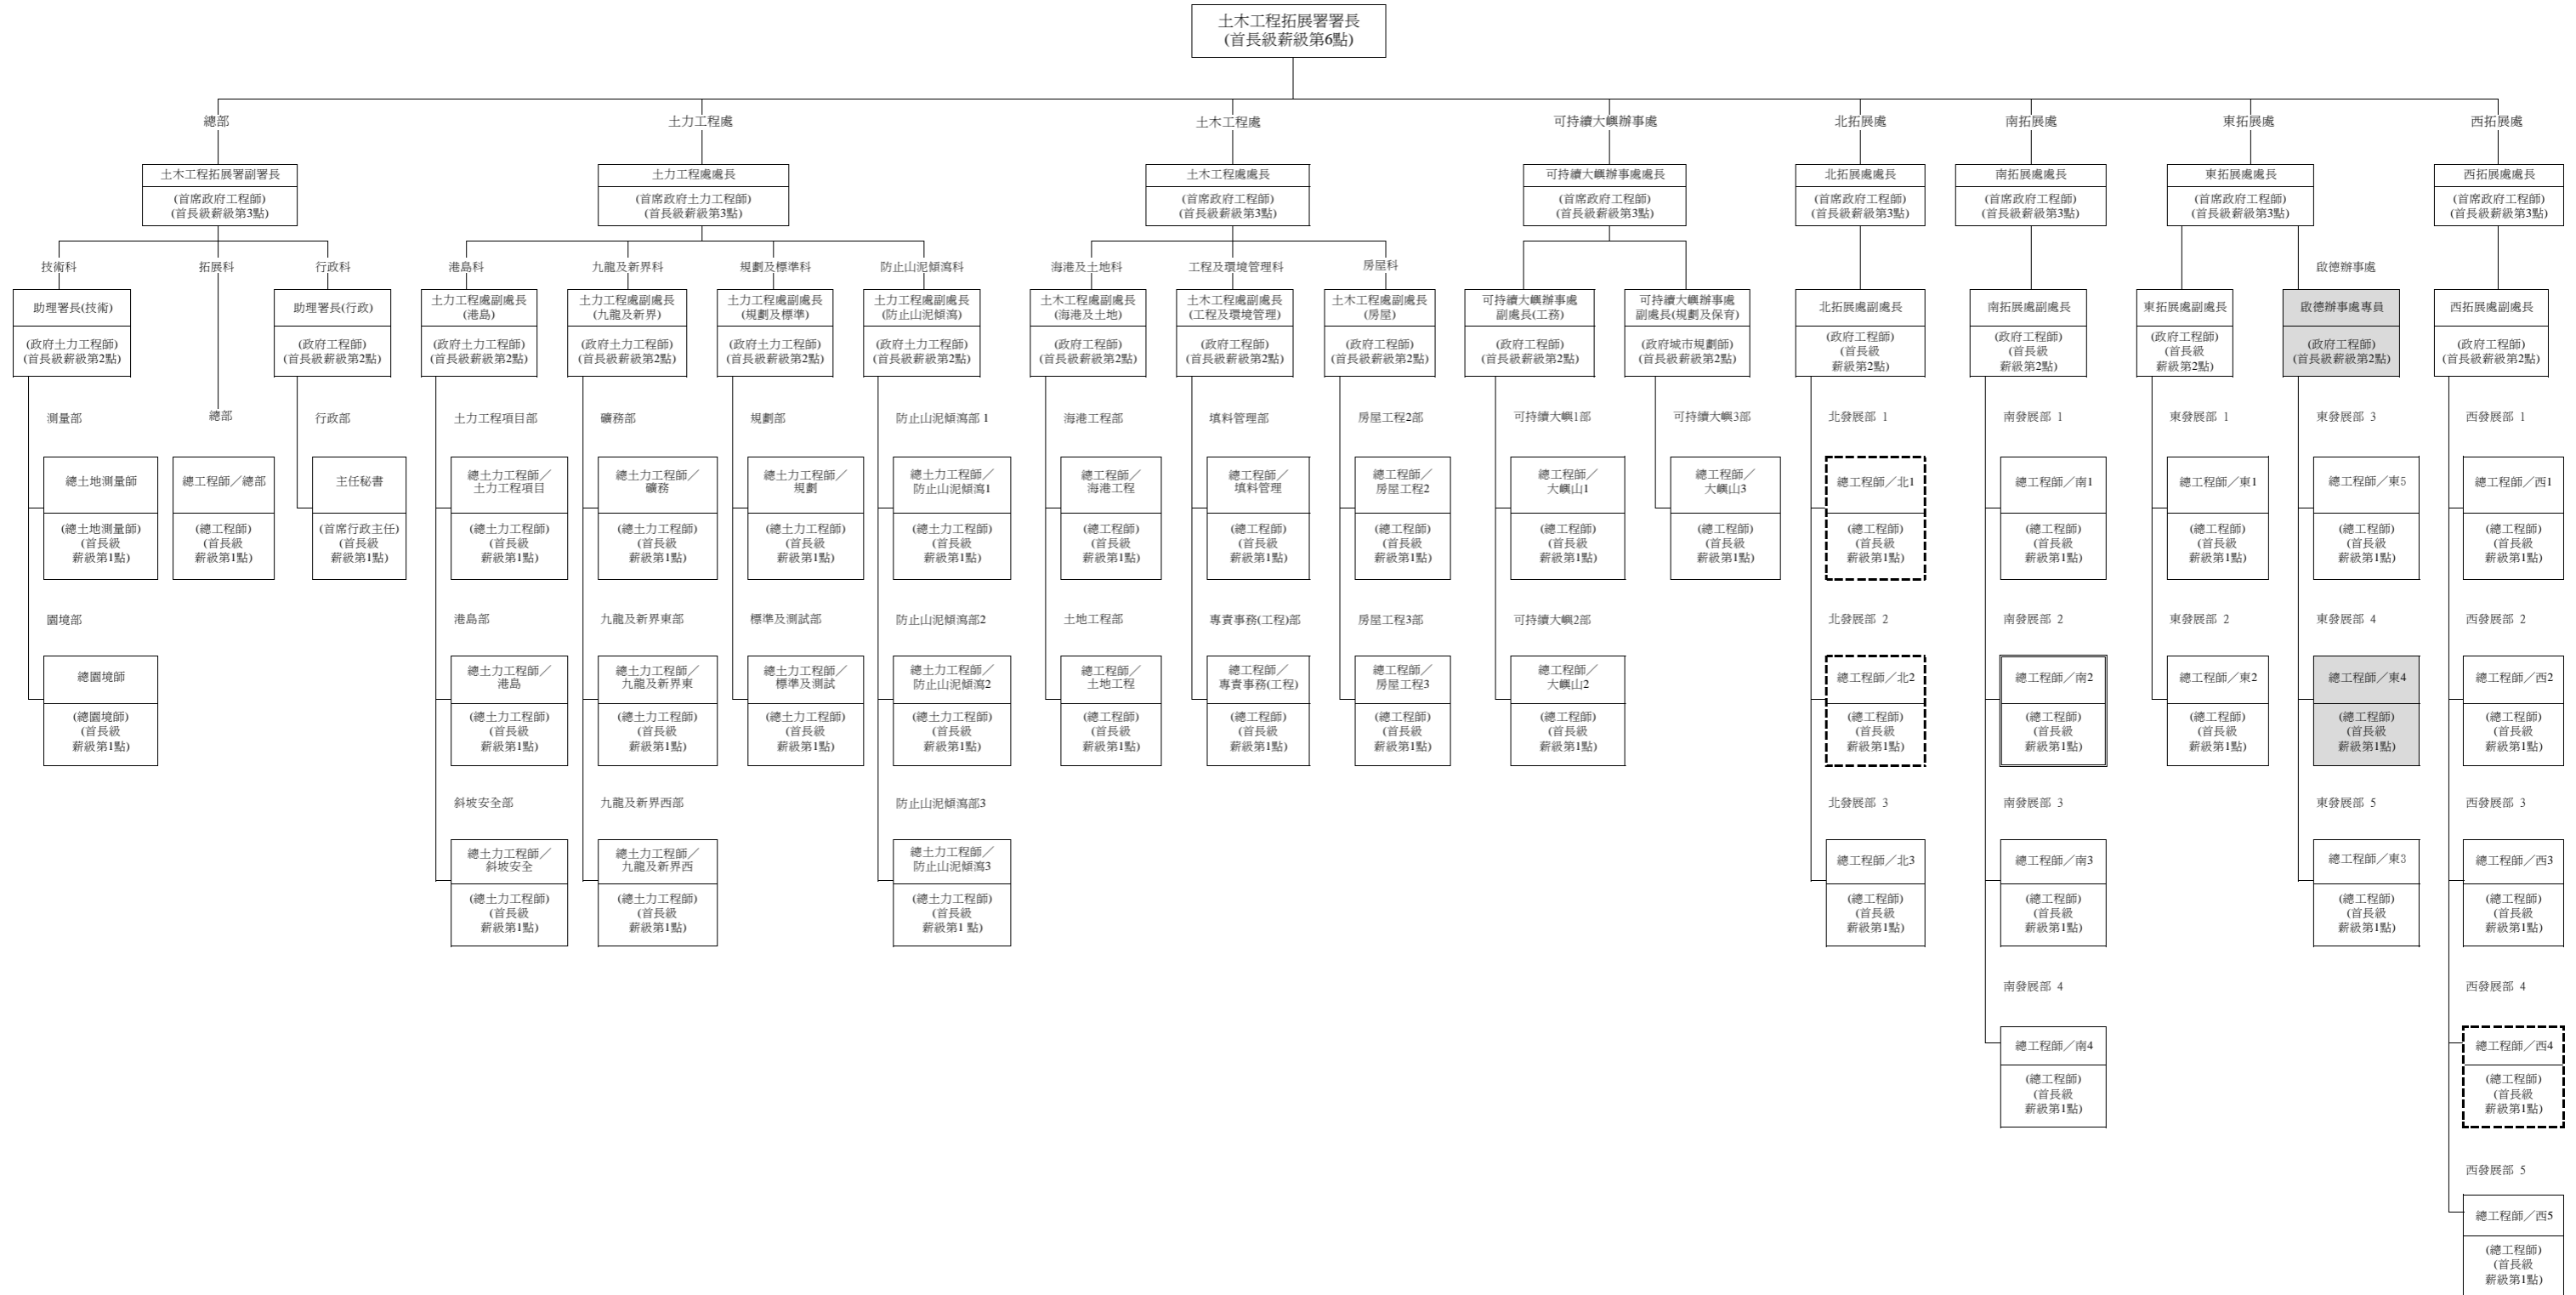 土木工程拓展署署長
(首長級薪級第6點)
總部
土力工程處
土木工程處
可持續大嶼辦事處
北拓展處
南拓展處
東拓展處
西拓展處
土木工程拓展署副署長
(首席政府工程師)
(首長級薪級第3點)
土力工程處處長
(首席政府土力工程師)
(首長級薪級第3點)
土木工程處處長
(首席政府工程師)
(首長級薪級第3點)
可持續大嶼辦事處處長
(首席政府工程師)
(首長級薪級第3點)
北拓展處處長
(首席政府工程師)
(首長級薪級第3點)
南拓展處處長
(首席政府工程師)
(首長級薪級第3點)
東拓展處處長
(首席政府工程師)
(首長級薪級第3點)
西拓展處處長
(首席政府工程師)
(首長級薪級第3點)
技術科
拓展科
行政科
港島科
九龍及新界科
規劃及標準科
防止山泥傾瀉科
海港及土地科
工程及環境管理科
房屋科
啟德辦事處
助理署長(技術)
(政府土力工程師)
(首長級薪級第2點)
助理署長(行政)
(政府工程師)
(首長級薪級第2點)
土力工程處副處長
(港島)
(政府土力工程師)
(首長級薪級第2點)
土力工程處副處長
(九龍及新界)
(政府土力工程師)
(首長級薪級第2點)
土力工程處副處長
(規劃及標準)
(政府土力工程師)
(首長級薪級第2點)
土力工程處副處長
(防止山泥傾瀉)
(政府土力工程師)
(首長級薪級第2點)
土木工程處副處長
(海港及土地)
(政府工程師)
(首長級薪級第2點)
土木工程處副處長
(工程及環境管理)
(政府工程師)
(首長級薪級第2點)
土木工程處副處長
(房屋)
(政府工程師)
(首長級薪級第2點)
可持續大嶼辦事處
副處長(工務)
(政府工程師)
(首長級薪級第2點)
可持續大嶼辦事處
副處長(規劃及保育)
(政府城市規劃師)
(首長級薪級第2點)
北拓展處副處長
(政府工程師)
(首長級
薪級第2點)
南拓展處副處長
(政府工程師)
(首長級
薪級第2點)
東拓展處副處長
(政府工程師)
(首長級
薪級第2點)
啟德辦事處專員
(政府工程師)
(首長級薪級第2點)
西拓展處副處長
(政府工程師)
(首長級薪級第2點)
測量部
總部
行政部
土力工程項目部
礦務部
規劃部
防止山泥傾瀉部 1
海港工程部
填料管理部
房屋工程2部
可持續大嶼1部
可持續大嶼3部
北發展部 1
南發展部 1
東發展部 1
東發展部 3
西發展部 1
總土地測量師
(總土地測量師)
(首長級
薪級第1點)
總工程師／總部
(總工程師)
(首長級
薪級第1點)
主任秘書
(首席行政主任)
(首長級
薪級第1點)
總土力工程師／
土力工程項目
(總土力工程師)
(首長級
薪級第1點)
總土力工程師／
礦務
(總土力工程師)
(首長級
薪級第1點)
總土力工程師／
規劃
(總土力工程師)
(首長級
薪級第1點)
總土力工程師／
防止山泥傾瀉1
(總土力工程師)
(首長級
薪級第1點)
總工程師／
海港工程
(總工程師)
(首長級
薪級第1點)
總工程師／
填料管理
(總工程師)
(首長級
薪級第1點)
總工程師／
房屋工程2
(總工程師)
(首長級
薪級第1點)
總工程師／
大嶼山1
(總工程師)
(首長級
薪級第1點)
總工程師／
大嶼山3
(總工程師)
(首長級
薪級第1點)
總工程師／北1
(總工程師)
(首長級
薪級第1點)
總工程師／南1
(總工程師)
(首長級
薪級第1點)
總工程師／東1
(總工程師)
(首長級
薪級第1點)
總工程師／東5
(總工程師)
(首長級
薪級第1點)
總工程師／西1
(總工程師)
(首長級
薪級第1點)
園境部
港島部
九龍及新界東部
標準及測試部
防止山泥傾瀉部2
土地工程部
專責事務(工程)部
房屋工程3部
可持續大嶼2部
北發展部 2
南發展部 2
東發展部 2
東發展部 4
西發展部 2
總園境師
(總園境師)
(首長級
薪級第1點)
總土力工程師／
港島
(總土力工程師)
(首長級
薪級第1點)
總土力工程師／
九龍及新界東
(總土力工程師)
(首長級
薪級第1點)
總土力工程師／
標準及測試
(總土力工程師)
(首長級
薪級第1點)
總土力工程師／
防止山泥傾瀉2
(總土力工程師)
(首長級
薪級第1點)
總工程師／
土地工程
(總工程師)
(首長級
薪級第1點)
總工程師／
專責事務(工程)
(總工程師)
(首長級
薪級第1點)
總工程師／
房屋工程3
(總工程師)
(首長級
薪級第1點)
總工程師／
大嶼山2
(總工程師)
(首長級
薪級第1點)
總工程師／北2
(總工程師)
(首長級
薪級第1點)
總工程師／南2
(總工程師)
(首長級
薪級第1點)
總工程師／東2
(總工程師)
(首長級
薪級第1點)
總工程師／東4
(總工程師)
(首長級
薪級第1點)
總工程師／西2
(總工程師)
(首長級
薪級第1點)
斜坡安全部
九龍及新界西部
防止山泥傾瀉部3
北發展部 3
南發展部 3
東發展部 5
西發展部 3
總土力工程師／
斜坡安全
(總土力工程師)
(首長級
薪級第1點)
總土力工程師／
九龍及新界西
(總土力工程師)
(首長級
薪級第1點)
總土力工程師／
防止山泥傾瀉3
(總土力工程師)
(首長級
薪級第1 點)
總工程師／北3
(總工程師)
(首長級
薪級第1點)
總工程師／南3
(總工程師)
(首長級
薪級第1點)
總工程師／東3
(總工程師)
(首長級
薪級第1點)
總工程師／西3
(總工程師)
(首長級
薪級第1點)
南發展部 4
西發展部 4
總工程師／南4
(總工程師)
(首長級
薪級第1點)
總工程師／西4
(總工程師)
(首長級
薪級第1點)
西發展部 5
總工程師／西5
(總工程師)
(首長級
薪級第1點)